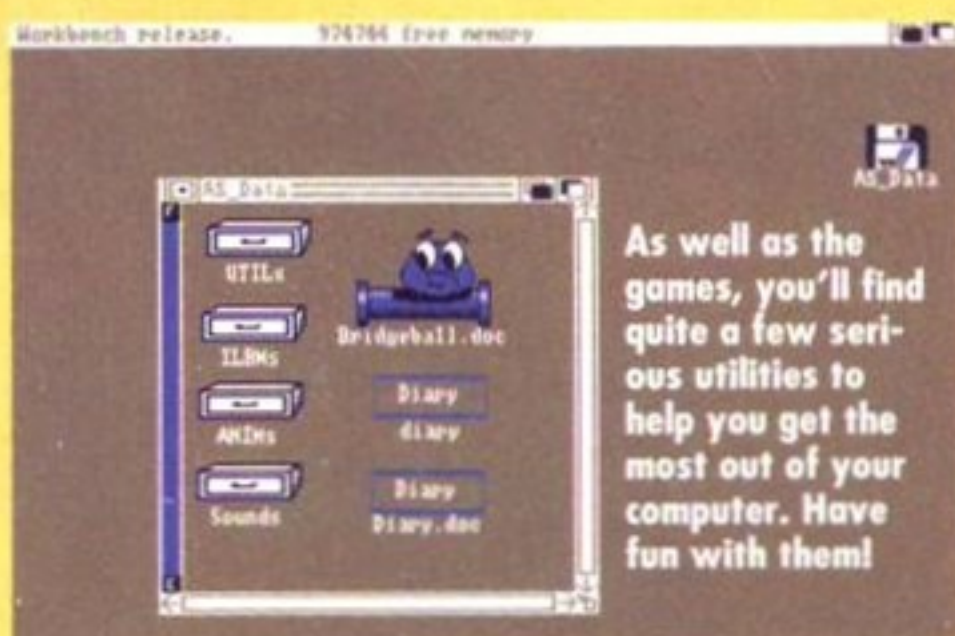 Workbench release. 974764 free memory
AS_Data
AS_Data
UTILs
Bridgeball.doc
ILBMs
Diary
diary
ANIMs
Diary
Sounds
Diary.doc
As well as the
games, you'll find
quite a few seri-
ous utilities to
help you get the
most out of your
computer. Have
fun with them!